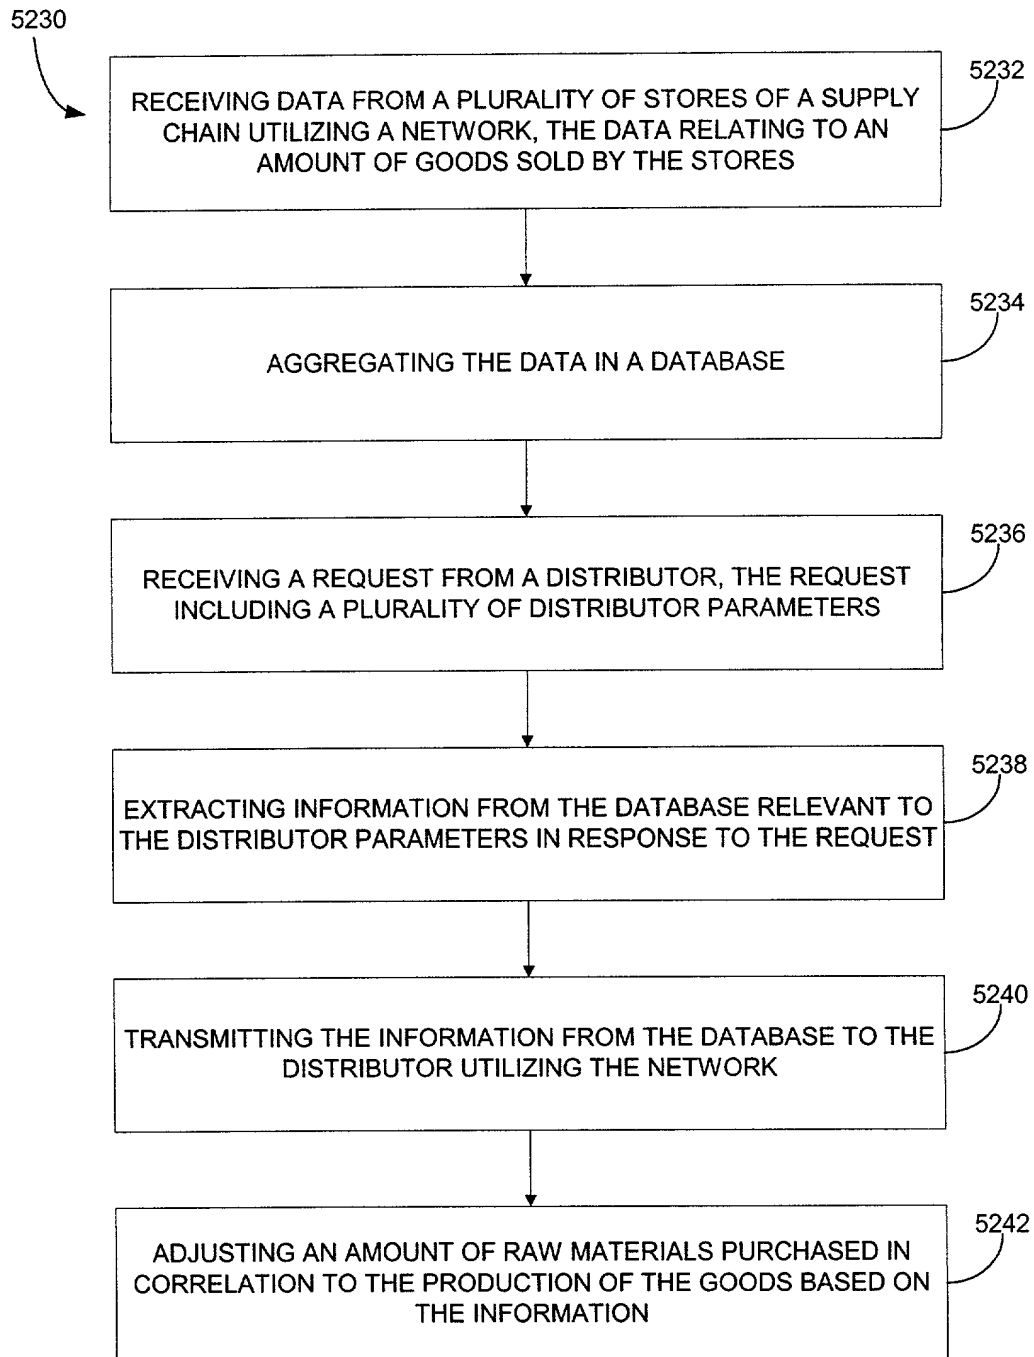 5230
5232
RECEIVING DATA FROM A PLURALITY OF STORES OF A SUPPLY
CHAIN UTILIZING A NETWORK, THE DATA RELATING TO AN
AMOUNT OF GOODS SOLD BY THE STORES
5234
AGGREGATING THE DATA IN A DATABASE
5236
RECEIVING A REQUEST FROM A DISTRIBUTOR, THE REQUEST
INCLUDING A PLURALITY OF DISTRIBUTOR PARAMETERS
5238
EXTRACTING INFORMATION FROM THE DATABASE RELEVANT TO
THE DISTRIBUTOR PARAMETERS IN RESPONSE TO THE REQUEST
5240
TRANSMITTING THE INFORMATION FROM THE DATABASE TO THE
DISTRIBUTOR UTILIZING THE NETWORK
5242
ADJUSTING AN AMOUNT OF RAW MATERIALS PURCHASED IN
CORRELATION TO THE PRODUCTION OF THE GOODS BASED ON
THE INFORMATION